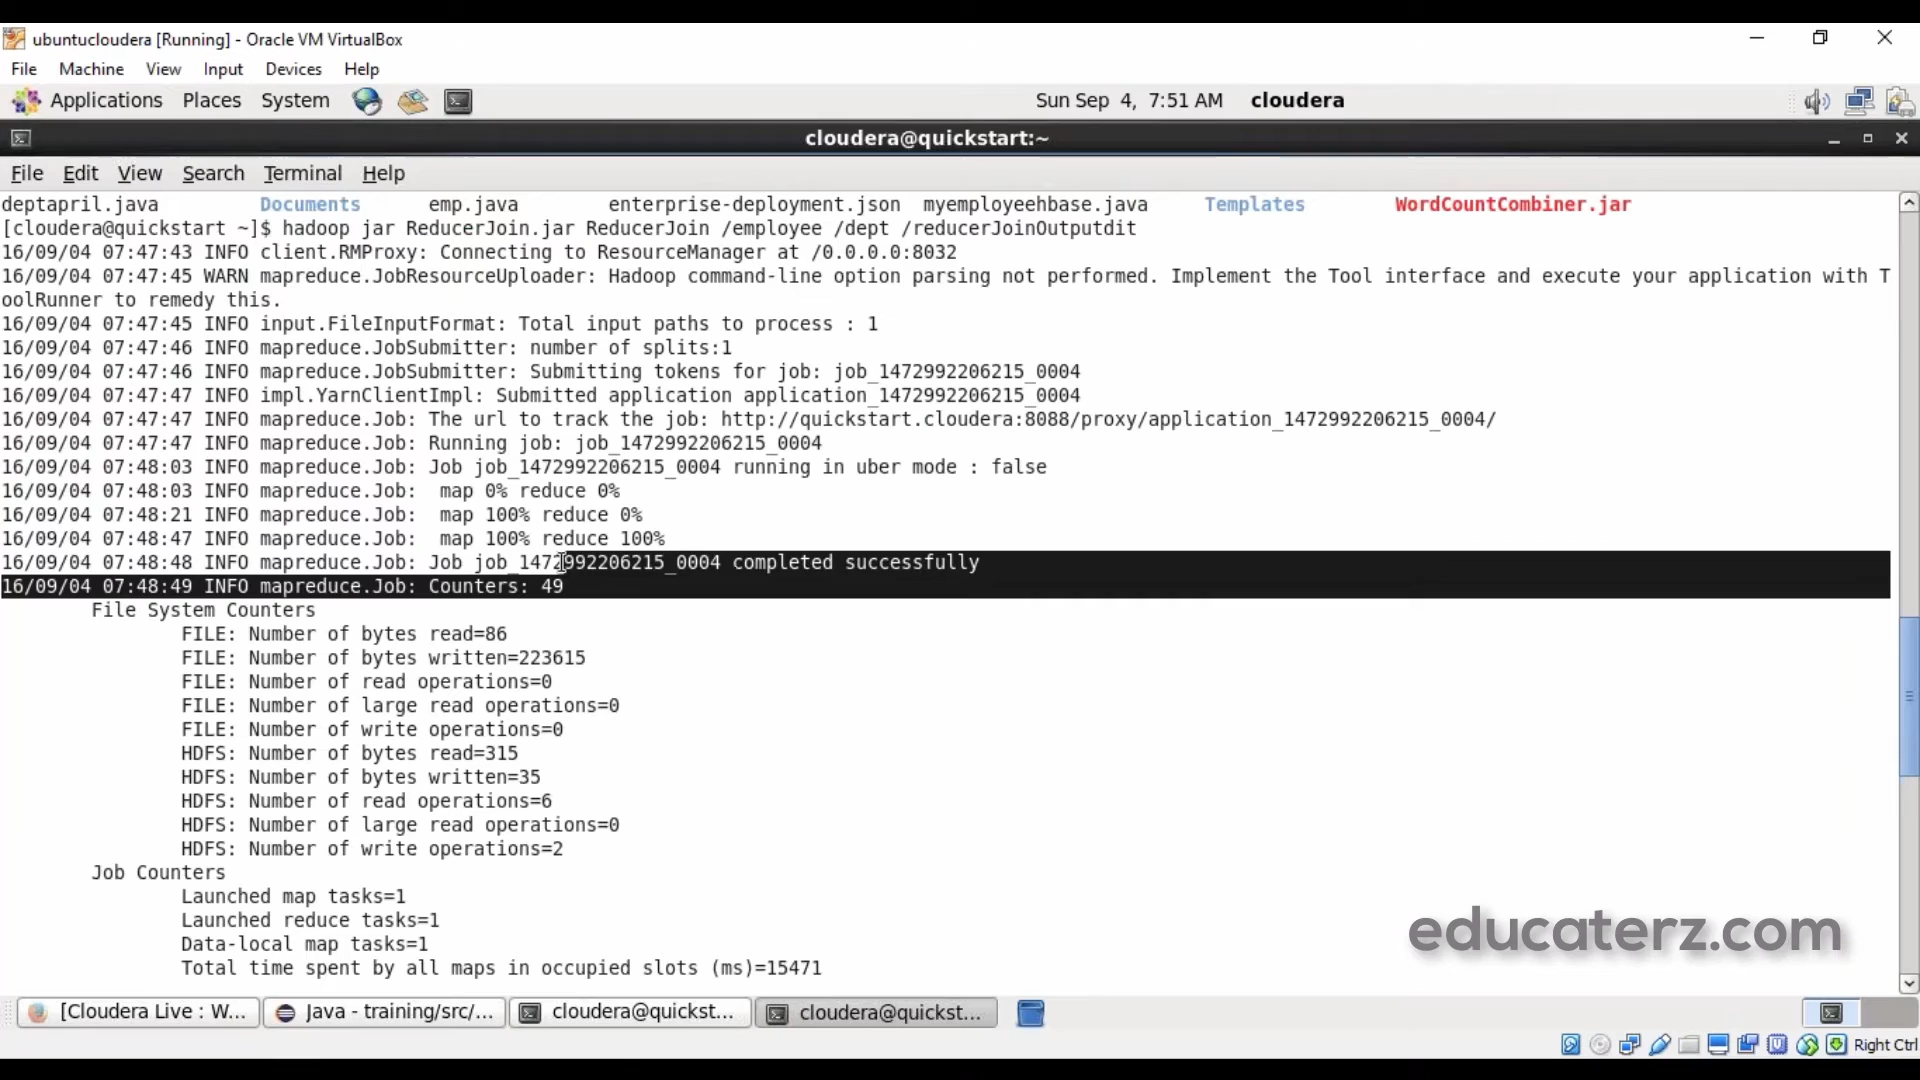 ubuntucloudera [Running] - Oracle VM VirtualBox
File Machine View Input Devices Help
Applications Places System Sun Sep 4, 7:51 AM cloudera
cloudera@quickstart:~
File Edit View Search Terminal Help
deptapril.java Documents emp.java enterprise-deployment.json myemployeehbase.java Templates WordCountCombiner.jar
[cloudera@quickstart ~]$ hadoop jar ReducerJoin.jar ReducerJoin /employee /dept /reducerJoinOutputdit
16/09/04 07:47:43 INFO client.RMProxy: Connecting to ResourceManager at /0.0.0.0:8032
16/09/04 07:47:45 WARN mapreduce.JobResourceUploader: Hadoop command-line option parsing not performed. Implement the Tool interface and execute your application with T
oolRunner to remedy this.
16/09/04 07:47:45 INFO input.FileInputFormat: Total input paths to process : 1
16/09/04 07:47:46 INFO mapreduce.JobSubmitter: number of splits:1
16/09/04 07:47:46 INFO mapreduce.JobSubmitter: Submitting tokens for job: job_1472992206215_0004
16/09/04 07:47:47 INFO impl.YarnClientImpl: Submitted application application_1472992206215_0004
16/09/04 07:47:47 INFO mapreduce.Job: The url to track the job: http://quickstart.cloudera:8088/proxy/application_1472992206215_0004/
16/09/04 07:47:47 INFO mapreduce.Job: Running job: job_1472992206215_0004
16/09/04 07:48:03 INFO mapreduce.Job: Job job_1472992206215_0004 running in uber mode : false
16/09/04 07:48:03 INFO mapreduce.Job:  map 0% reduce 0%
16/09/04 07:48:21 INFO mapreduce.Job:  map 100% reduce 0%
16/09/04 07:48:47 INFO mapreduce.Job:  map 100% reduce 100%
16/09/04 07:48:48 INFO mapreduce.Job: Job job_1472992206215_0004 completed successfully
16/09/04 07:48:49 INFO mapreduce.Job: Counters: 49
File System Counters
FILE: Number of bytes read=86
FILE: Number of bytes written=223615
FILE: Number of read operations=0
FILE: Number of large read operations=0
FILE: Number of write operations=0
HDFS: Number of bytes read=315
HDFS: Number of bytes written=35
HDFS: Number of read operations=6
HDFS: Number of large read operations=0
HDFS: Number of write operations=2
Job Counters
Launched map tasks=1
Launched reduce tasks=1
Data-local map tasks=1
Total time spent by all maps in occupied slots (ms)=15471
educaterz.com
[Cloudera Live : W... Java - training/src/... cloudera@quickst... cloudera@quickst...
Right Ctrl